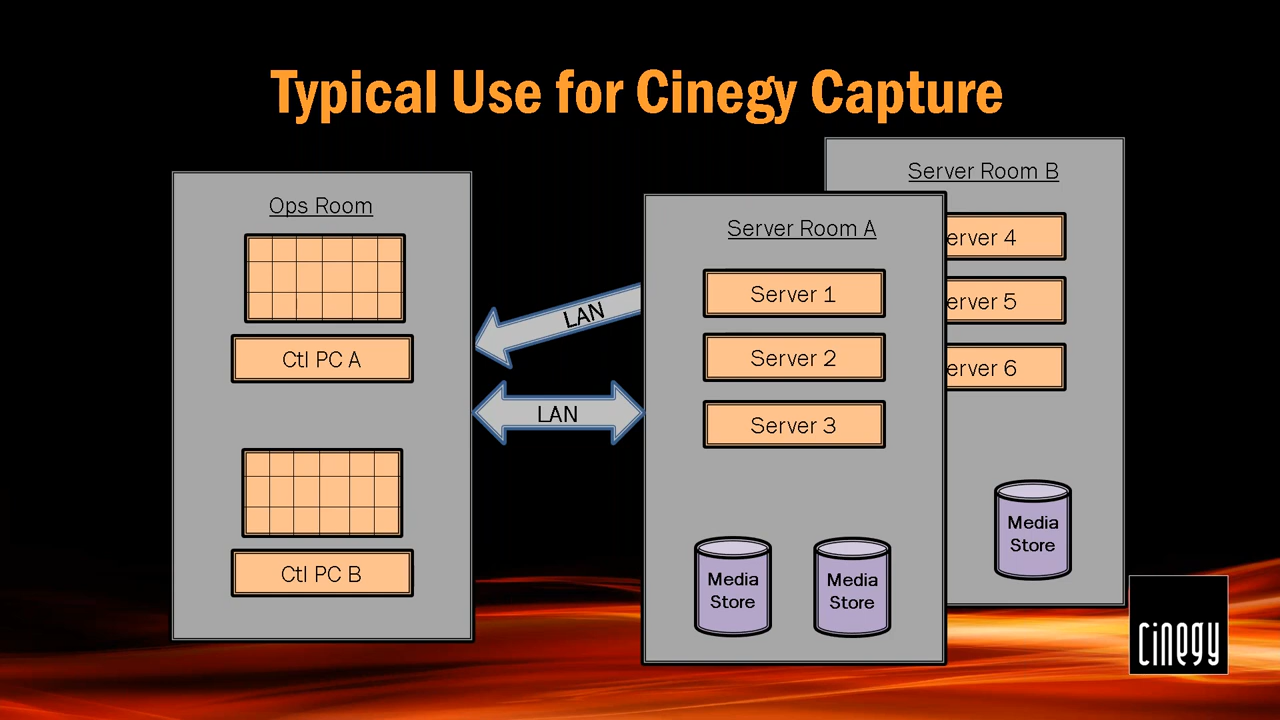 Typical Use for Cinegy Capture
Ops Room
Ctl PC A
Ctl PC B
LAN
LAN
Server Room A
Server 1
Server 2
Server 3
Media
Store
Media
Store
Server Room B
erver 4
erver 5
erver 6
Media
Store
cinegy